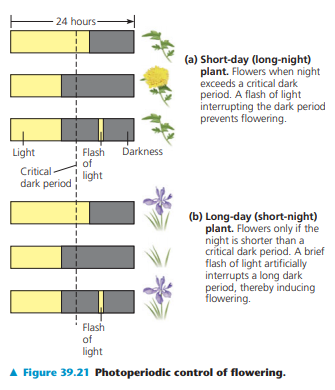 24 hours
(a) Short-day (long-night)
plant. Flowers when night
exceeds a critical dark
period. A flash of light
interrupting the dark period
prevents flowering.
Light
Flash
of
light
Darkness
Critical
dark period
(b) Long-day (short-night)
plant. Flowers only if the
night is shorter than a
critical dark period. A brief
flash of light artificially
interrupts a long dark
period, thereby inducing
flowering.
Flash
of
light
▲ Figure 39.21 Photoperiodic control of flowering.